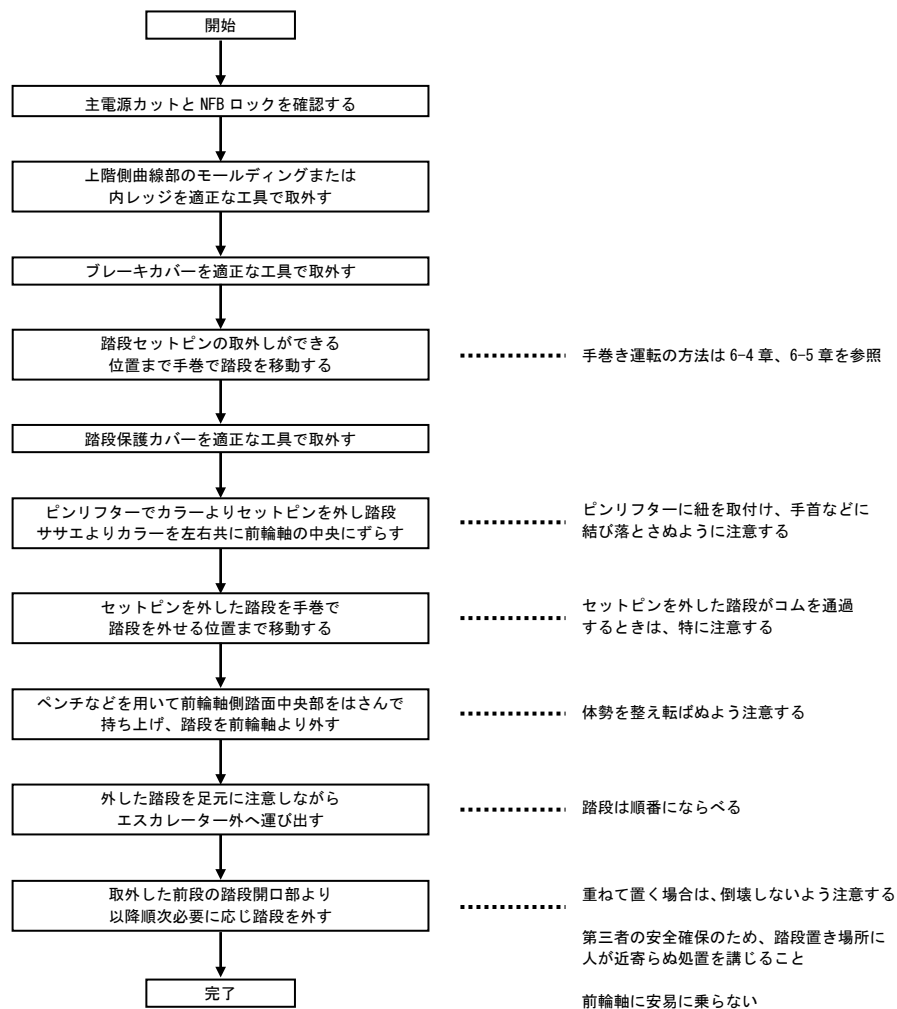 開始
主電源カットと NFB ロックを確認する
上階側曲線部のモールディングまたは
内レッジを適正な工具で取外す
ブレーキカバーを適正な工具で取外す
踏段セットピンの取外しができる
位置まで手巻で踏段を移動する
手巻き運転の方法は 6-4 章、6-5 章を参照
踏段保護カバーを適正な工具で取外す
ピンリフターでカラーよりセットピンを外し踏段
ササエよりカラーを左右共に前輪軸の中央にずらす
ピンリフターに紐を取付け、手首などに
結び落とさぬように注意する
セットピンを外した踏段を手巻で
踏段を外せる位置まで移動する
セットピンを外した踏段がコムを通過
するときは、特に注意する
ペンチなどを用いて前輪軸側踏面中央部をはさんで
持ち上げ、踏段を前輪軸より外す
体勢を整え転ばぬよう注意する
外した踏段を足元に注意しながら
エスカレーター外へ運び出す
踏段は順番にならべる
取外した前段の踏段開口部より
以降順次必要に応じ踏段を外す
重ねて置く場合は、倒壊しないよう注意する
第三者の安全確保のため、踏段置き場所に
人が近寄らぬ処置を講じること
前輪軸に安易に乗らない
完了